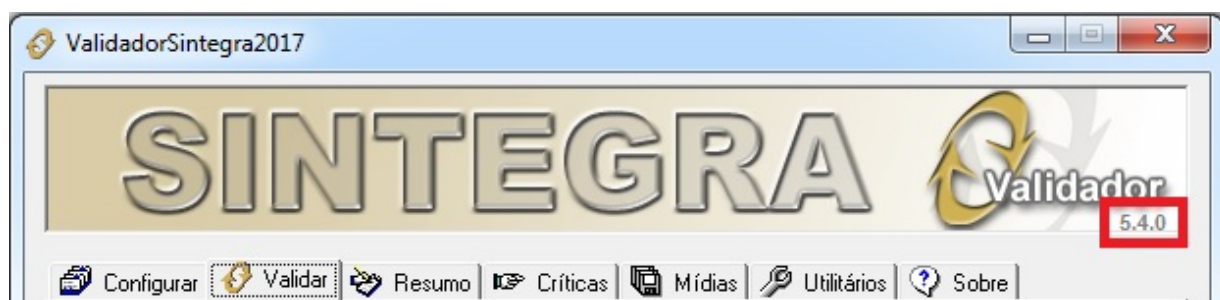 ValidadorSintegra2017
SINTEGRA
Validador
5.4.0
Configurar Validar Resumo Críticas Mídias Utilitários Sobre